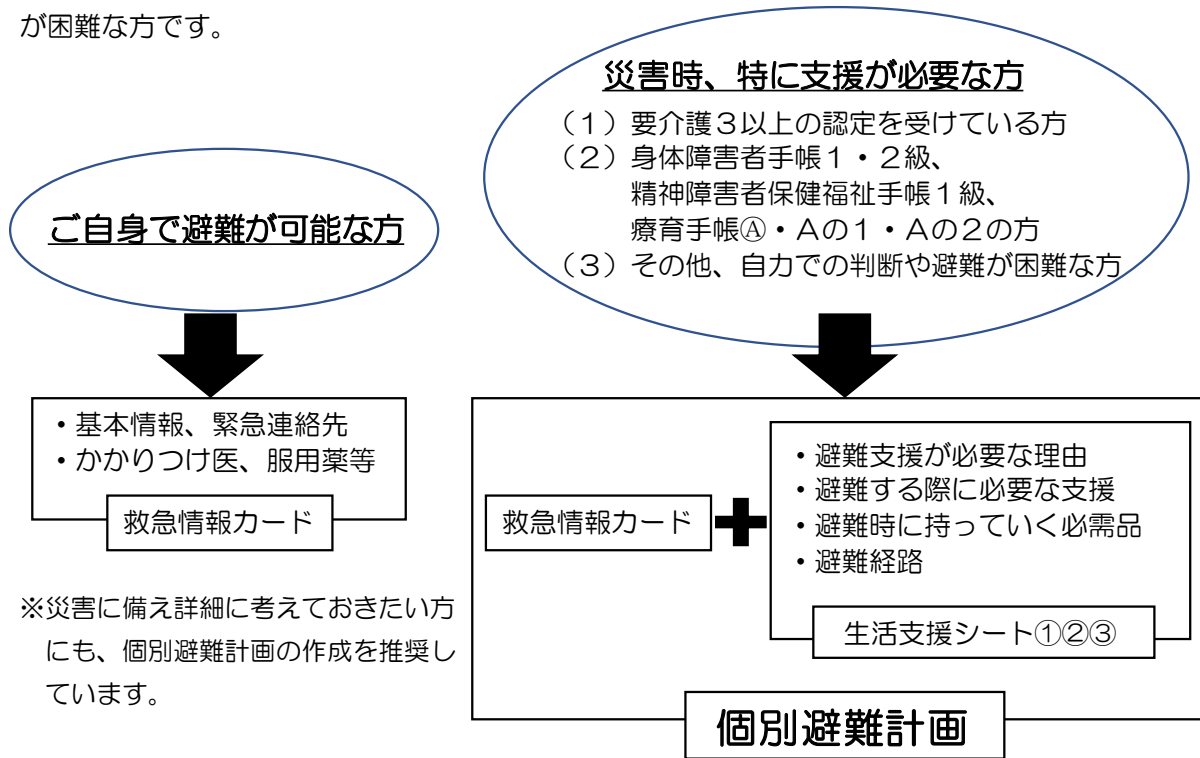 が困難な方です。
ご自身で避難が可能な方
・基本情報、緊急連絡先
・かかりつけ医、服用薬等
救急情報カード
※災害に備え詳細に考えておきたい方
にも、個別避難計画の作成を推奨し
ています。
災害時、特に支援が必要な方
（１）要介護３以上の認定を受けている方
（２）身体障害者手帳１・２級、
精神障害者保健福祉手帳１級、
療育手帳Ⓐ・Ａの１・Ａの２の方
（３）その他、自力での判断や避難が困難な方
救急情報カード
・避難支援が必要な理由
・避難する際に必要な支援
・避難時に持っていく必需品
・避難経路
生活支援シート①②③
個別避難計画